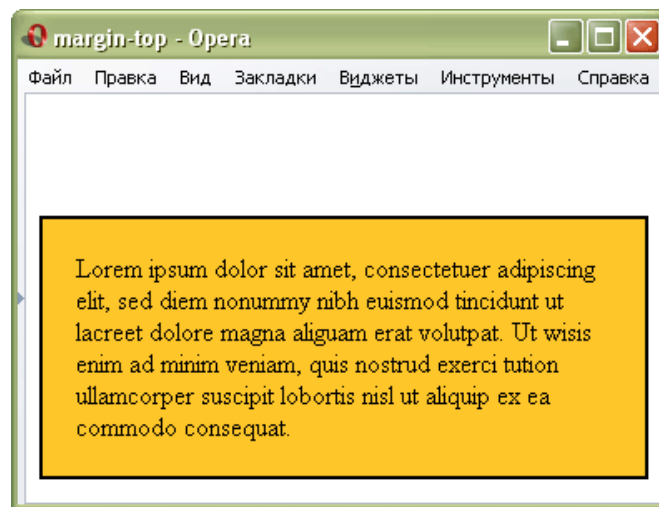 margin-top - Opera
Файл Правка Вид Закладки Виджеты Инструменты Справка
Lorem ipsum dolor sit amet, consectetuer adipiscing
elit, sed diem nonummy nibh euismod tincidunt ut
lacreet dolore magna aliguam erat volutpat. Ut wisis
enim ad minim veniam, quis nostrud exerci tution
ullamcorper suscipit lobortis nisl ut aliquip ex ea
commodo consequat.